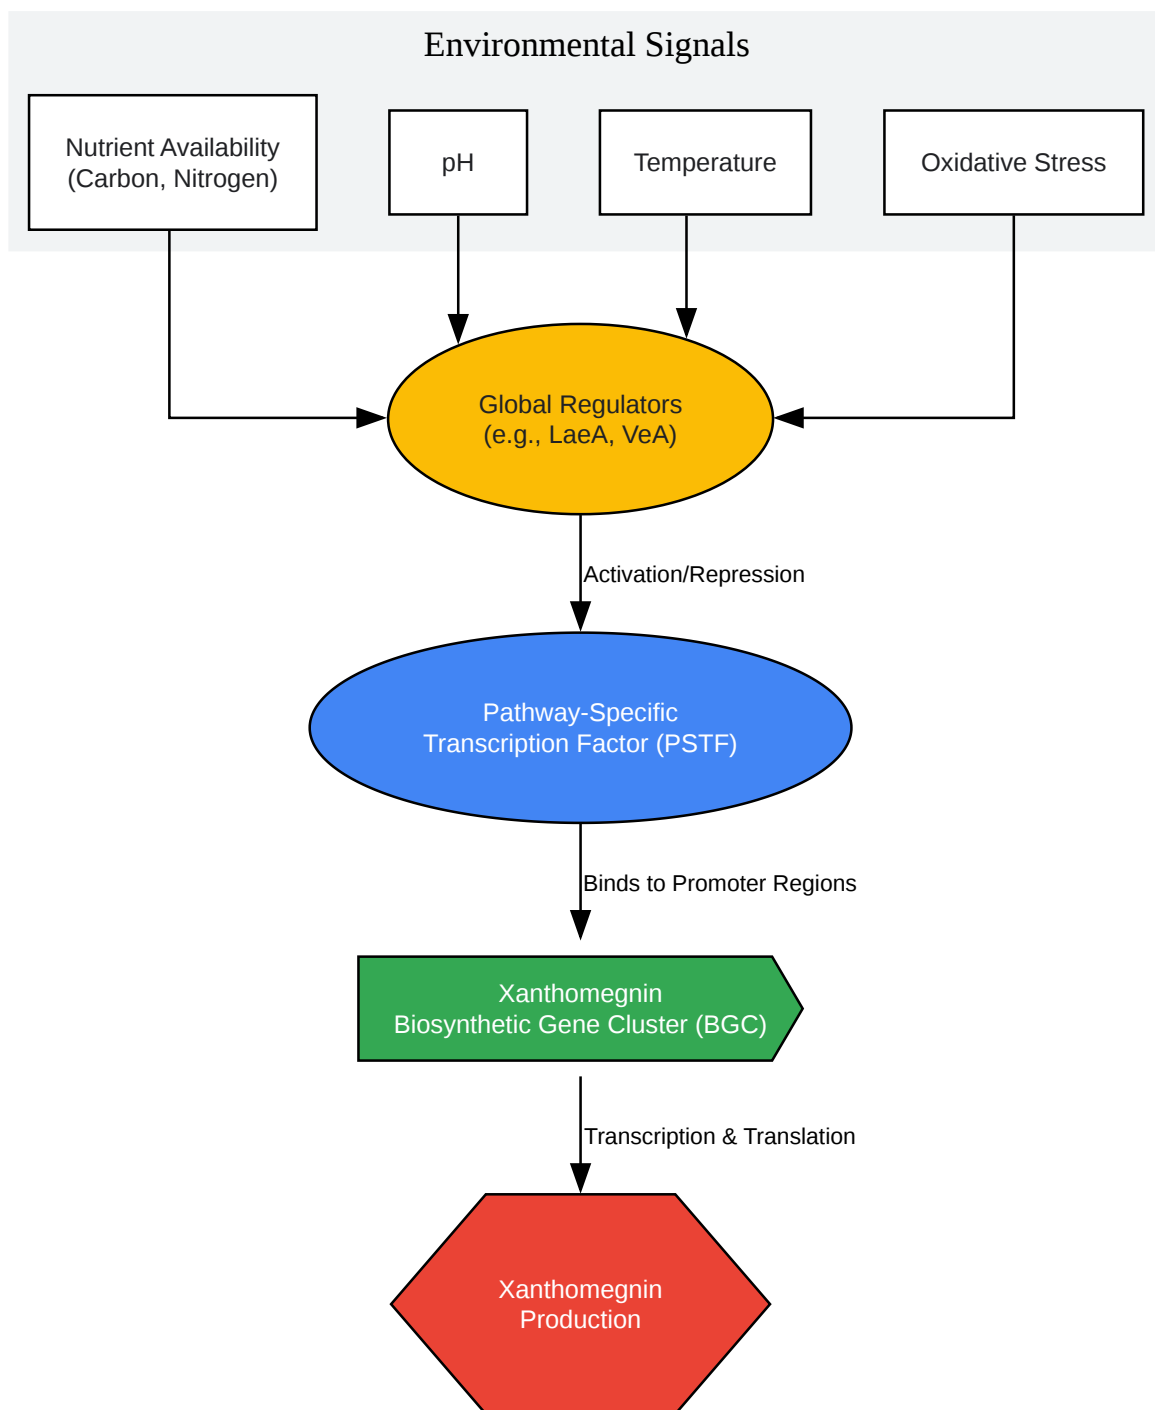 Environmental Signals
Nutrient Availability
(Carbon, Nitrogen)
pH
Temperature
Oxidative Stress
Global Regulators
(e.g., LaeA, VeA)
Activation/Repression
Pathway-Specific
Transcription Factor (PSTF)
Binds to Promoter Regions
Xanthomegnin
Biosynthetic Gene Cluster (BGC)
Transcription & Translation
Xanthomegnin
Production